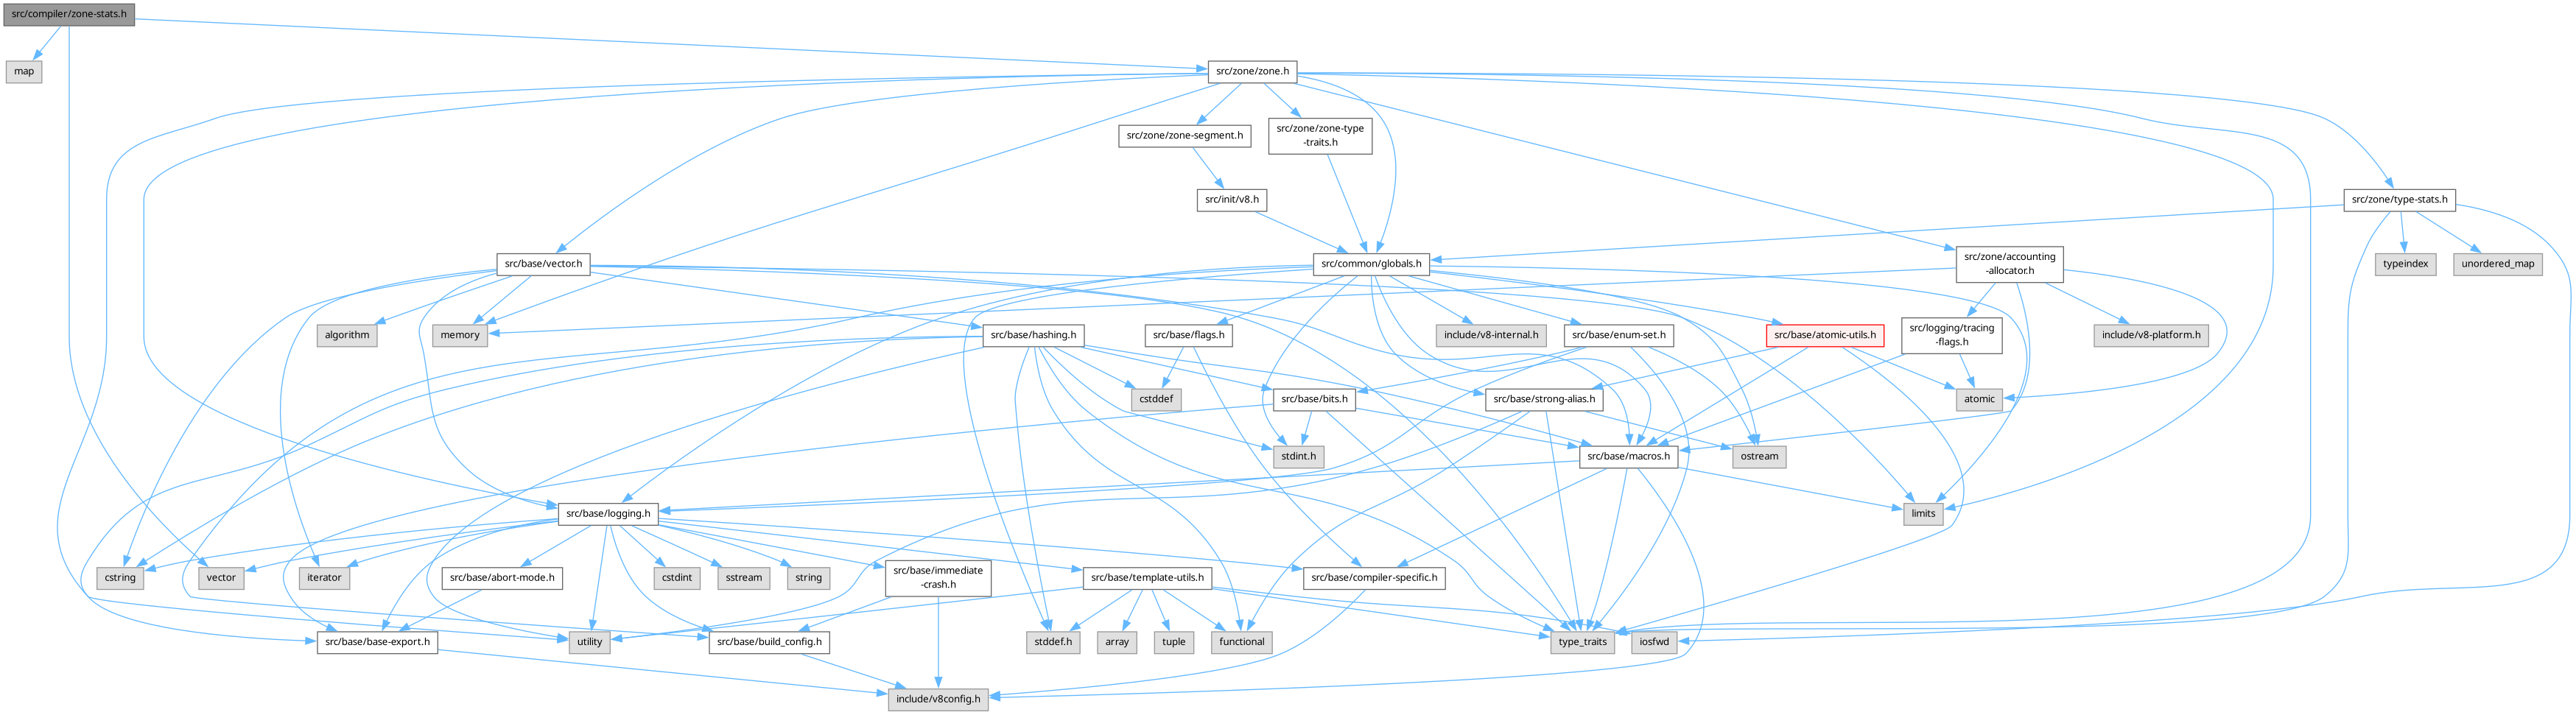 src/compiler/zone-stats.h
map
src/zone/zone.h
src/zone/zone-segment.h
src/zone/zone-type
-traits.h
src/init/v8.h
src/zone/type-stats.h
src/base/vector.h
src/common/globals.h
src/zone/accounting
-allocator.h
typeindex
unordered_map
algorithm
memory
src/base/hashing.h
src/base/flags.h
include/v8-internal.h
src/base/enum-set.h
src/base/atomic-utils.h
src/logging/tracing
-flags.h
include/v8-platform.h
cstddef
src/base/bits.h
src/base/strong-alias.h
atomic
stdint.h
src/base/macros.h
ostream
src/base/logging.h
limits
cstring
vector
iterator
src/base/abort-mode.h
cstdint
sstream
string
src/base/immediate
-crash.h
src/base/template-utils.h
src/base/compiler-specific.h
src/base/base-export.h
utility
src/base/build_config.h
stddef.h
array
tuple
functional
type_traits
iosfwd
include/v8config.h